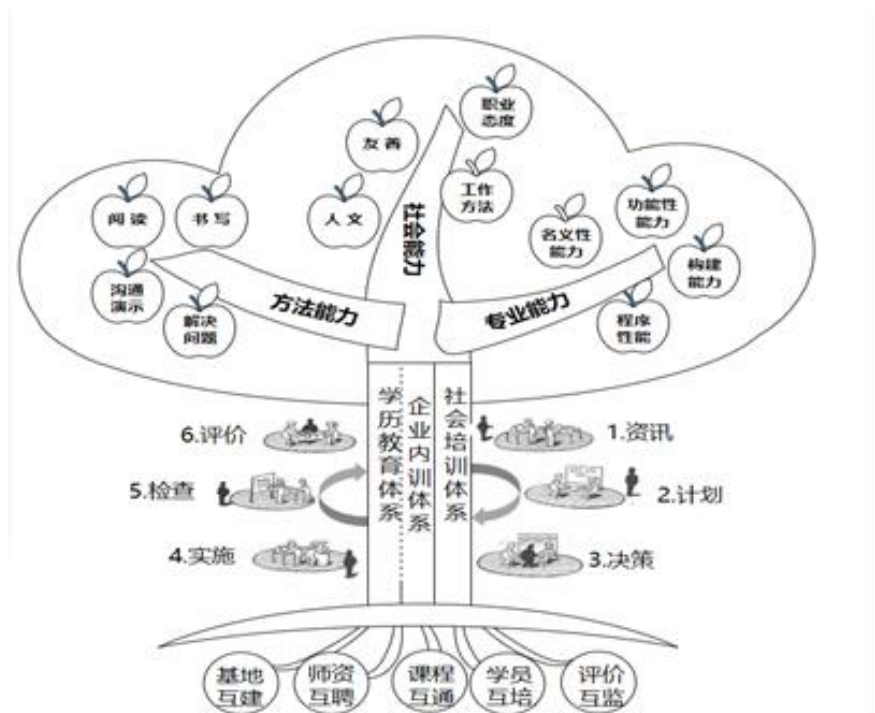 职业
态度
友善
工作
方法
人文
社会能力
阅读
书写
沟通
演示
解决
问题
方法能力
名义性
能力
功能性
能力
构建
能力
程序
性能
专业能力
学历教育体系
企业内训体系
社会培训体系
6.评价
1.资讯
5.检查
2.计划
4.实施
3.决策
基地
互建
师资
互聘
课程
互通
学员
互培
评价
互监